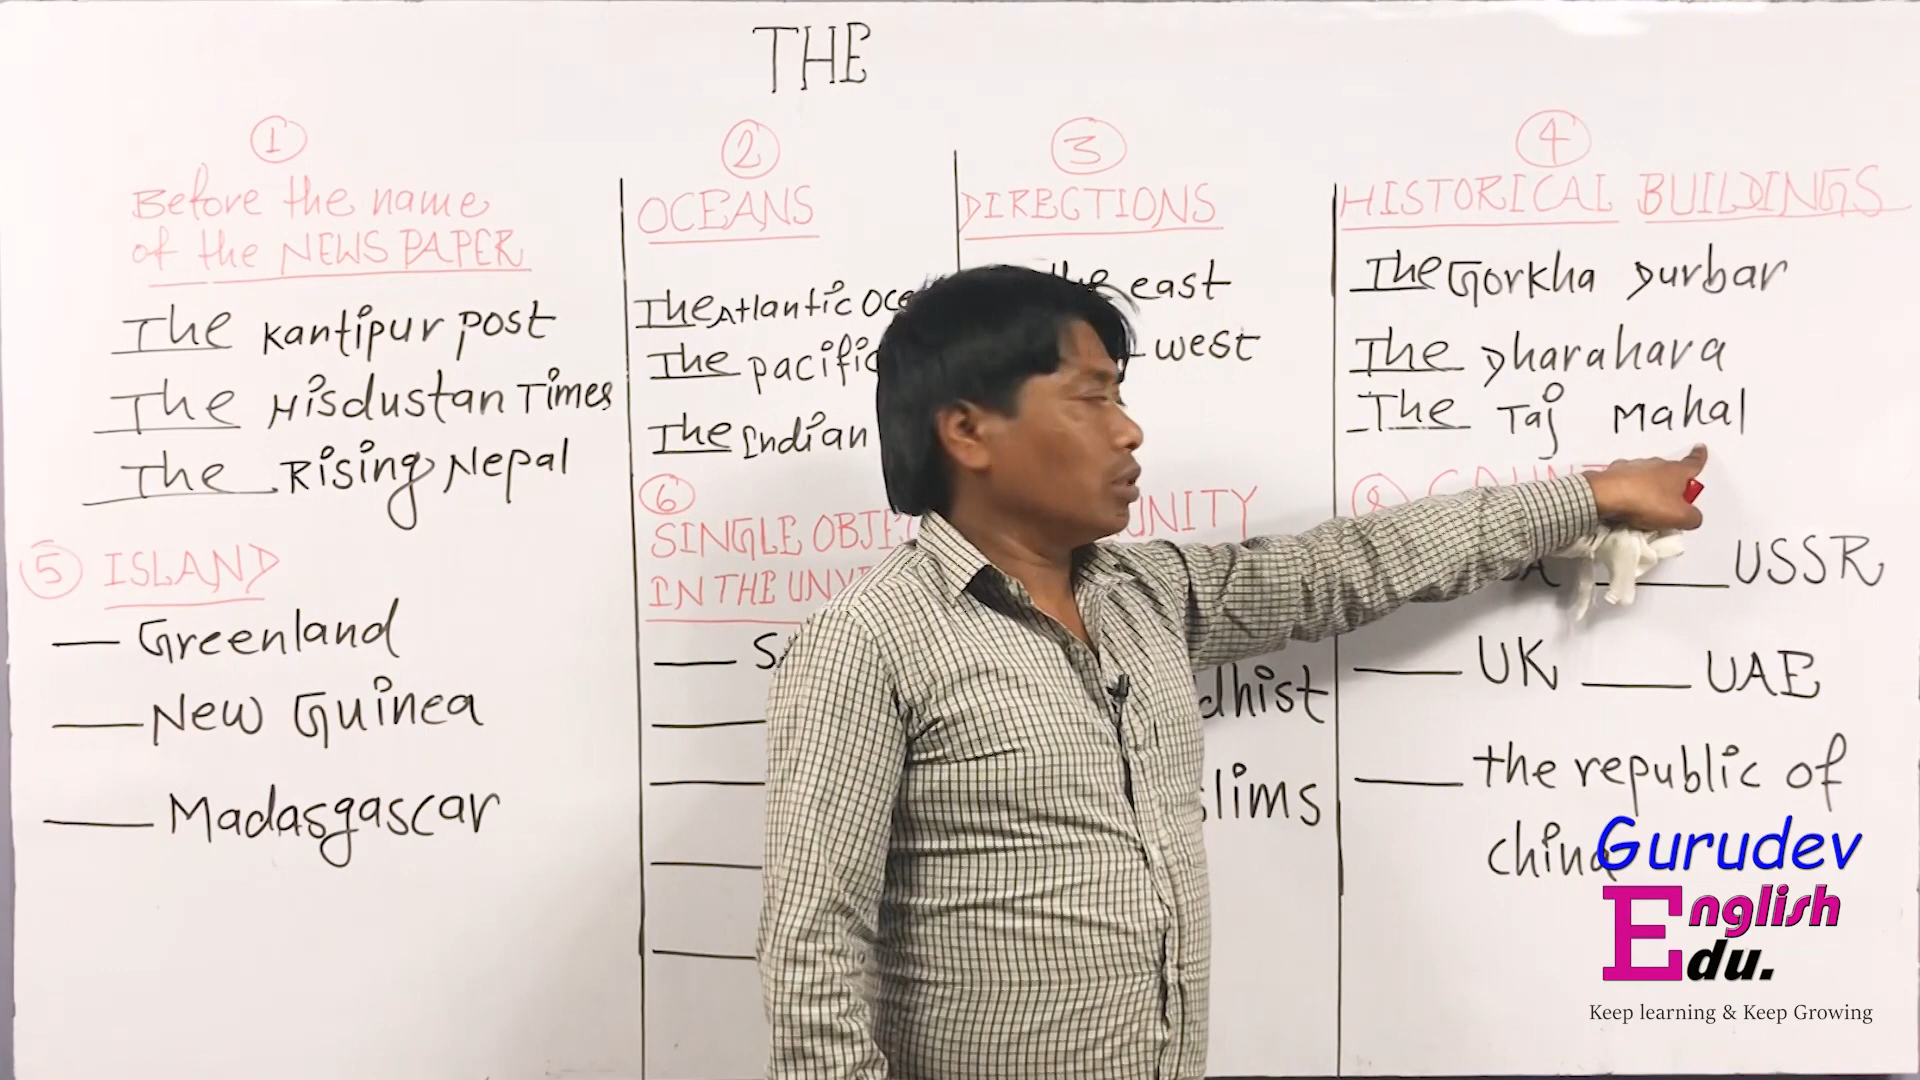 THE
1
Before the name
of the NEWS PAPER
The Kantipur post
The Hisdustan Times
The Rising Nepal
2
OCEANS
The Atlantic
The pacific
The Indian
3
DIRECTIONS
the east
west
4
HISTORICAL BUILDINGS
The Gorkha Durbar
The Dharahara
The Taj Mahal
5 ISLAND
Greenland
New Guinea
Madasgascar
6
SINGLE
IN THE
8
USSR
UK UAE
the republic of
china
Gurudev
English
Edu.
Keep learning & Keep Growing